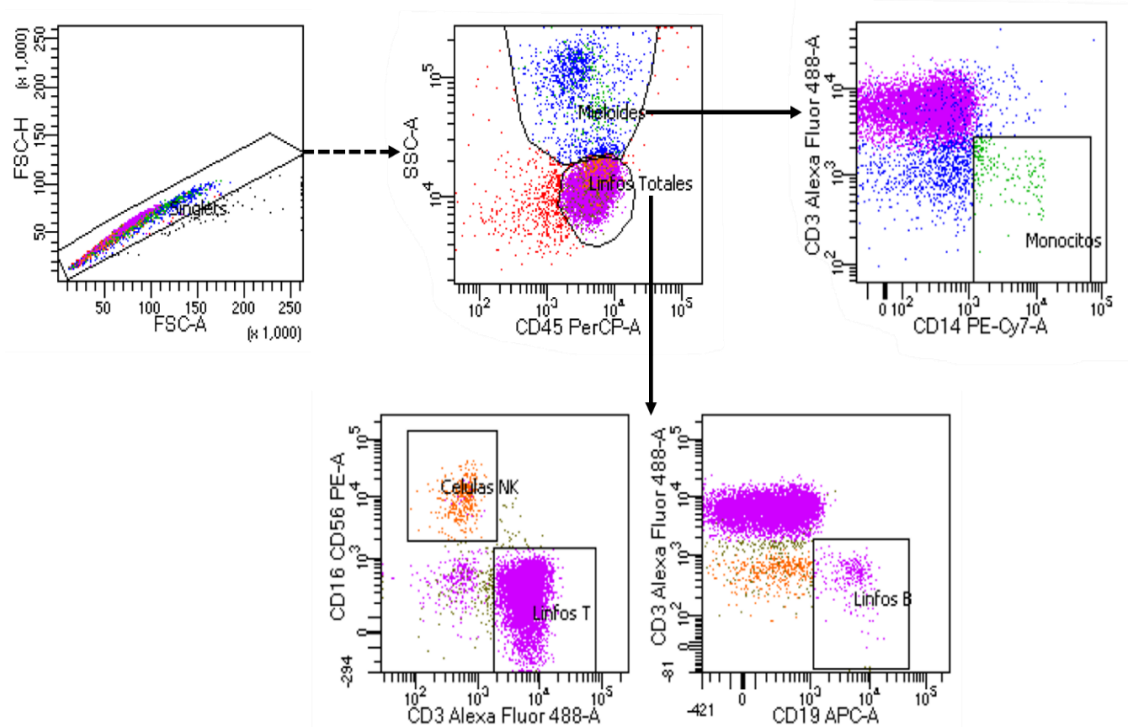 FSC-H
(x 1,000)
250
200
150
100
50
Singlets
50 100 150 200 250
FSC-A
(x 1,000)
SSC-A
10^5
10^4
Mieloides
Linfos Totales
10^2 10^3 10^4 10^5
CD45 PerCP-A
CD3 Alexa Fluor 488-A
10^4
10^3
10^2
Monocitos
0 10^2 10^3 10^4 10^5
CD14 PE-Cy7-A
CD16 CD56 PE-A
10^5
10^4
10^3
0
-294
Celulas NK
Linfos T
10^2 10^3 10^4 10^5
CD3 Alexa Fluor 488-A
CD3 Alexa Fluor 488-A
10^5
10^4
10^3
10^2
0
-81
Linfos B
-421 0 10^3 10^4 10^5
CD19 APC-A